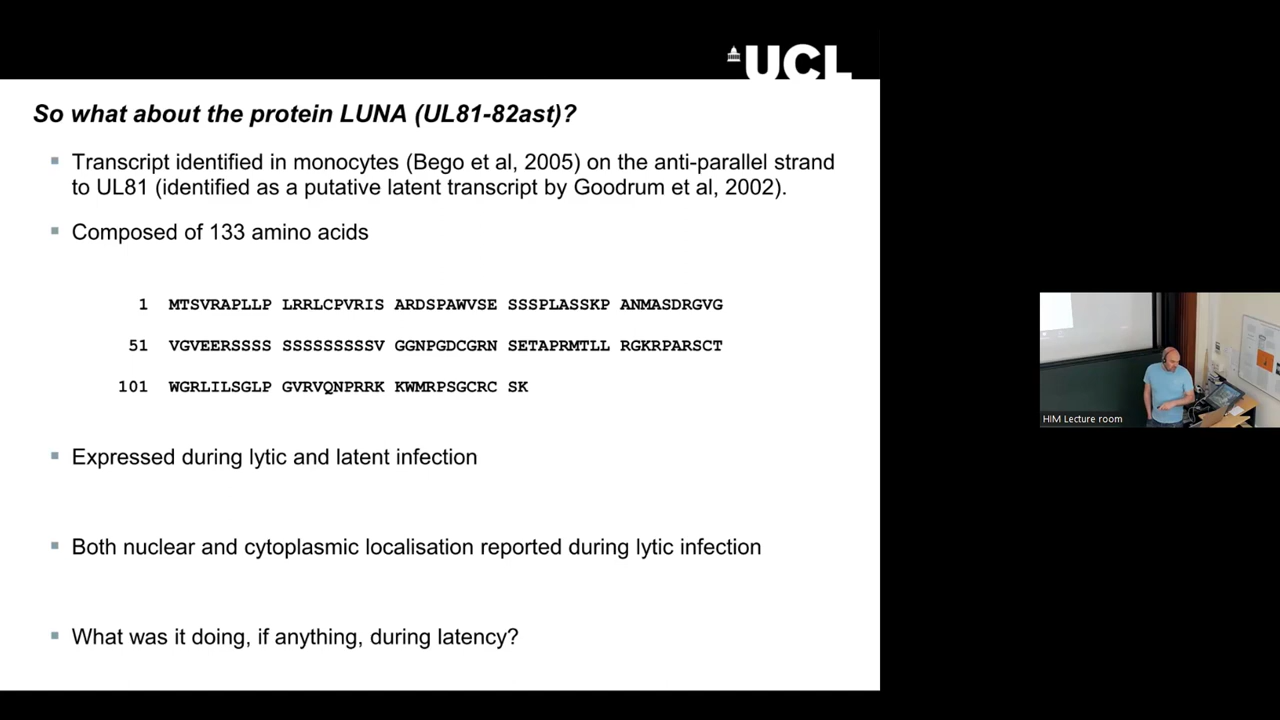 UCL
So what about the protein LUNA (UL81-82ast)?
Transcript identified in monocytes (Bego et al, 2005) on the anti-parallel strand
to UL81 (identified as a putative latent transcript by Goodrum et al, 2002).
Composed of 133 amino acids
1 MTSVRAPLLP LRRLCPVRIS ARDSPAWVSE SSSPLASSKP ANMASDRGVG
51 VGVEERSSSS SSSSSSSSSV GGNPGDCGRN SETAPRMTLL RGKRPARSCT
101 WGRLILSGLP GVRVQNPRRK KWMRPSGCRC SK
Expressed during lytic and latent infection
Both nuclear and cytoplasmic localisation reported during lytic infection
What was it doing, if anything, during latency?
HIM Lecture room